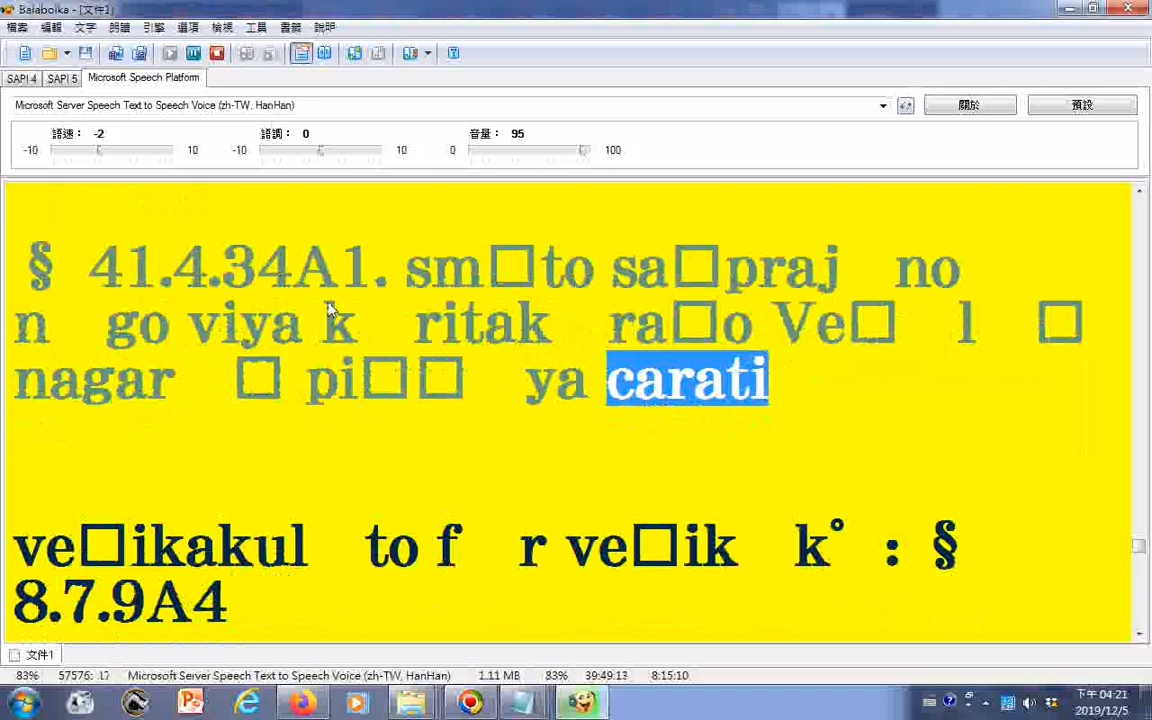 Balabolka - [文件1]
檔案 編輯 文字 朗讀 引擎 選項 檢視 工具 書籤 說明
SAPI 4 SAPI 5 Microsoft Speech Platform
Microsoft Server Speech Text to Speech Voice (zh-TW, HanHan) 關於 預設
語速： -2 語調： 0 音量： 95
-10 10 -10 10 0 100
§ 41.4.34A1. sm□to sa□praj no
n go viya k ritak ra□o Ve□ l □
nagar □ pi□□ ya carati
ve□ikakul to f r ve□ik k° : §
8.7.9A4
文件1
83% 57576: 17 Microsoft Server Speech Text to Speech Voice (zh-TW, HanHan) 1.11 MB 83% 39:49:13 8:15:10
下午 04:21
2019/12/5